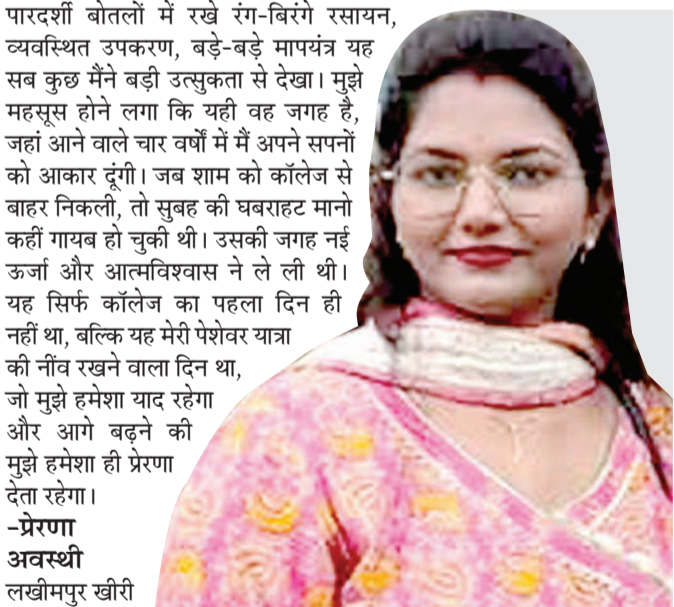 पारदर्शी बोतलों में रखे रंग-बिरंगे रसायन,
व्यवस्थित उपकरण, बड़े-बड़े मापयंत्र यह
सब कुछ मैंने बड़ी उत्सुकता से देखा। मुझे
महसूस होने लगा कि यही वह जगह है,
जहां आने वाले चार वर्षों में मैं अपने सपनों
को आकार दूंगी। जब शाम को कॉलेज से
बाहर निकली, तो सुबह की घबराहट मानो
कहीं गायब हो चुकी थी। उसकी जगह नई
ऊर्जा और आत्मविश्वास ने ले ली थी।
यह सिर्फ कॉलेज का पहला दिन ही
नहीं था, बल्कि यह मेरी पेशेवर यात्रा
की नींव रखने वाला दिन था,
जो मुझे हमेशा याद रहेगा
और आगे बढ़ने की
मुझे हमेशा ही प्रेरणा
देता रहेगा।
-प्रेरणा
अवस्थी
लखीमपुर खीरी